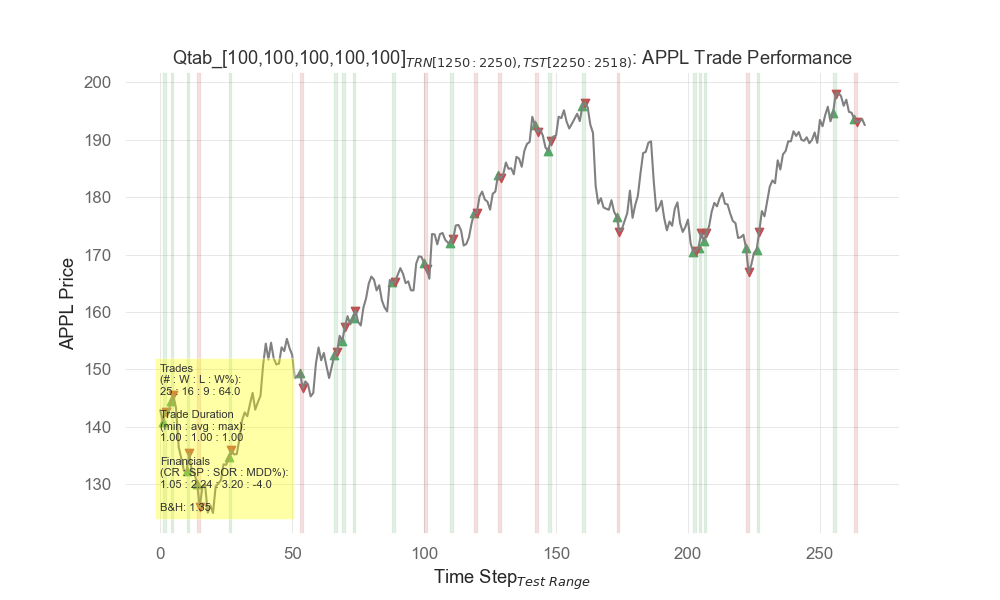 Qtab_[100,100,100,100,100]TRN[1250:2250),TST[2250:2518): APPL Trade Performance
200
190
180
170
160
150
140
130
APPL Price
Trades
(# : W : L : W%):
25 : 16 : 9 : 64.0
Trade Duration
(min : avg : max):
1.00 : 1.00 : 1.00
Financials
(CR : SP : SOR : MDD%):
1.05 : 2.24 : 3.20 : -4.0
B&H: 1.35
0 50 100 150 200 250
Time Step Test Range